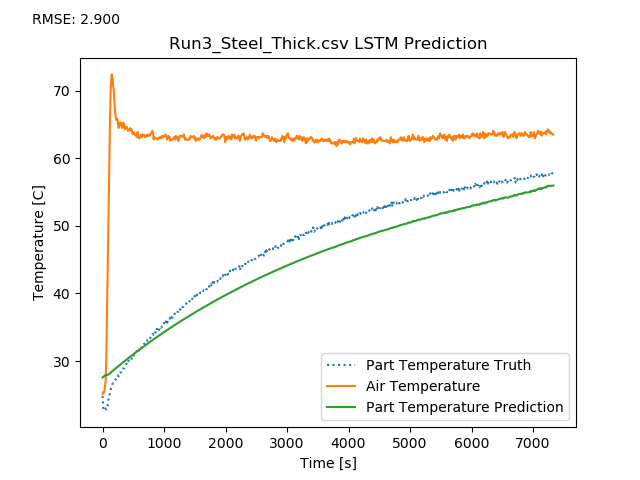 RMSE: 2.900
Run3_Steel_Thick.csv LSTM Prediction
Temperature [C]
70
60
50
40
30
0 1000 2000 3000 4000 5000 6000 7000
Time [s]
Part Temperature Truth
Air Temperature
Part Temperature Prediction